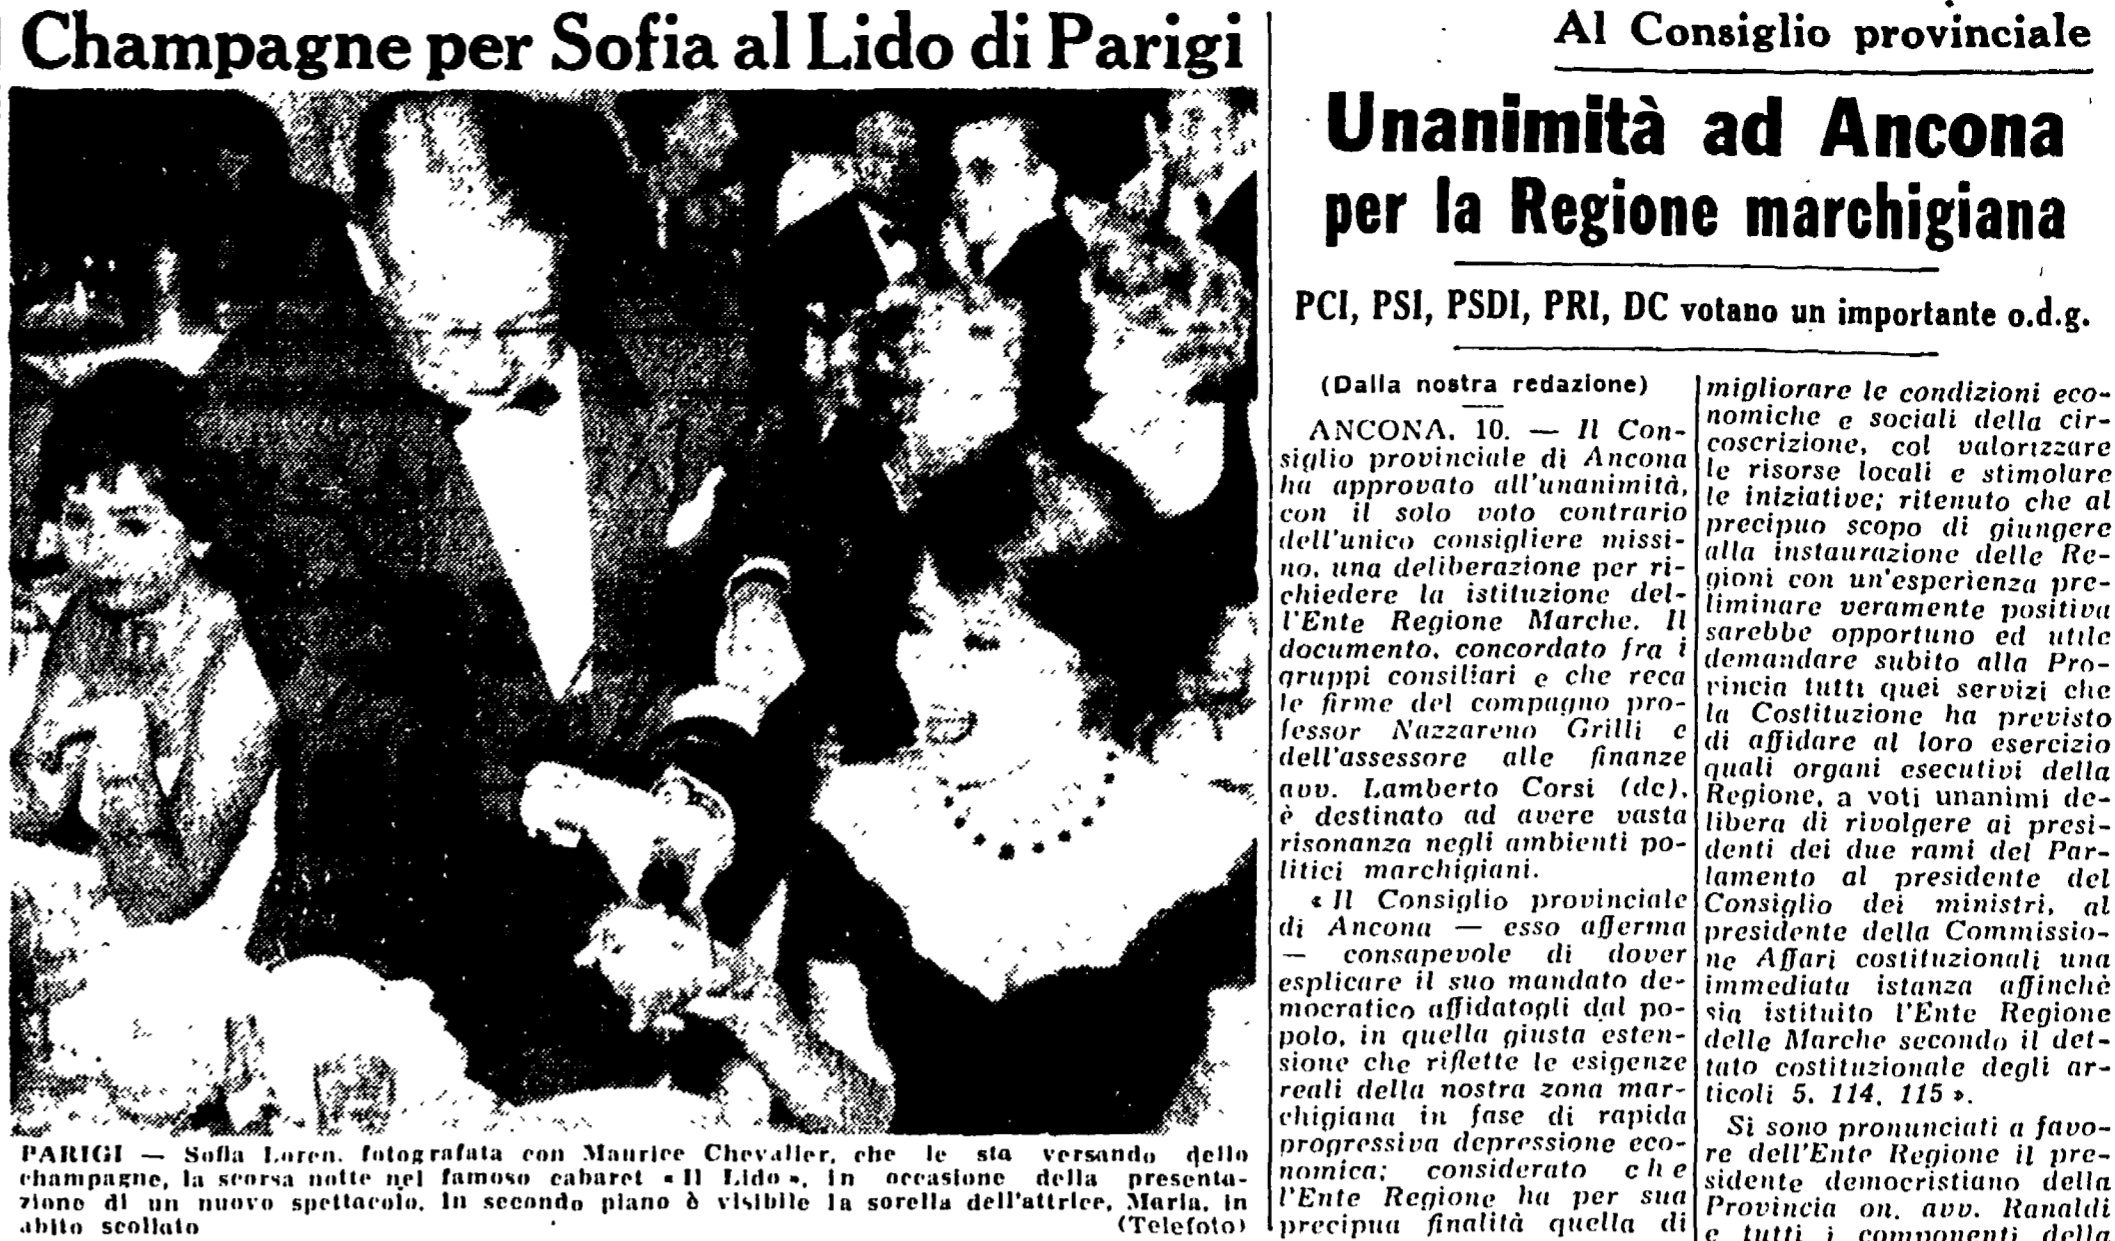 Champagne per Sofia al Lido di Parigi
PARIGI — Sofia Loren, fotografata con Maurice Chevalier, che le sta versando dello
champagne, la scorsa notte nel famoso cabaret « Il Lido », in occasione della presenta-
zione di un nuovo spettacolo. In secondo piano è visibile la sorella dell'attrice, Maria, in
abito scollato
(Telefoto)
Al Consiglio provinciale
Unanimità ad Ancona
per la Regione marchigiana
PCI, PSI, PSDI, PRI, DC votano un importante o.d.g.
(Dalla nostra redazione)
ANCONA, 10. — Il Con-
siglio provinciale di Ancona
ha approvato all'unanimità,
con il solo voto contrario
dell'unico consigliere missi-
no, una deliberazione per ri-
chiedere la istituzione del-
l'Ente Regione Marche. Il
documento, concordato fra i
gruppi consiliari e che reca
le firme del compagno pro-
fessor Nazzareno Grilli e
dell'assessore alle finanze
avv. Lamberto Corsi (dc),
è destinato ad avere vasta
risonanza negli ambienti po-
litici marchigiani.
« Il Consiglio provinciale
di Ancona — esso afferma
— consapevole di dover
esplicare il suo mandato de-
mocratico affidatogli dal po-
polo, in quella giusta esten-
sione che riflette le esigenze
reali della nostra zona mar-
chigiana in fase di rapida
progressiva depressione eco-
nomica; considerato che
l'Ente Regione ha per sua
precipua finalità quella di
migliorare le condizioni eco-
nomiche e sociali della cir-
coscrizione, col valorizzare
le risorse locali e stimolare
le iniziative; ritenuto che al
precipuo scopo di giungere
alla instaurazione delle Re-
gioni con un'esperienza pre-
liminare veramente positiva
sarebbe opportuno ed utile
demandare subito alla Pro-
vincia tutti quei servizi che
la Costituzione ha previsto
di affidare al loro esercizio
quali organi esecutivi della
Regione, a voti unanimi de-
libera di rivolgere ai presi-
denti dei due rami del Par-
lamento al presidente del
Consiglio dei ministri, al
presidente della Commissio-
ne Affari costituzionali una
immediata istanza affinchè
sia istituito l'Ente Regione
delle Marche secondo il det-
tato costituzionale degli ar-
ticoli 5, 114, 115 ».
Si sono pronunciati a favo-
re dell'Ente Regione il pre-
sidente democristiano della
Provincia on. avv. Ranaldi
e tutti i componenti della